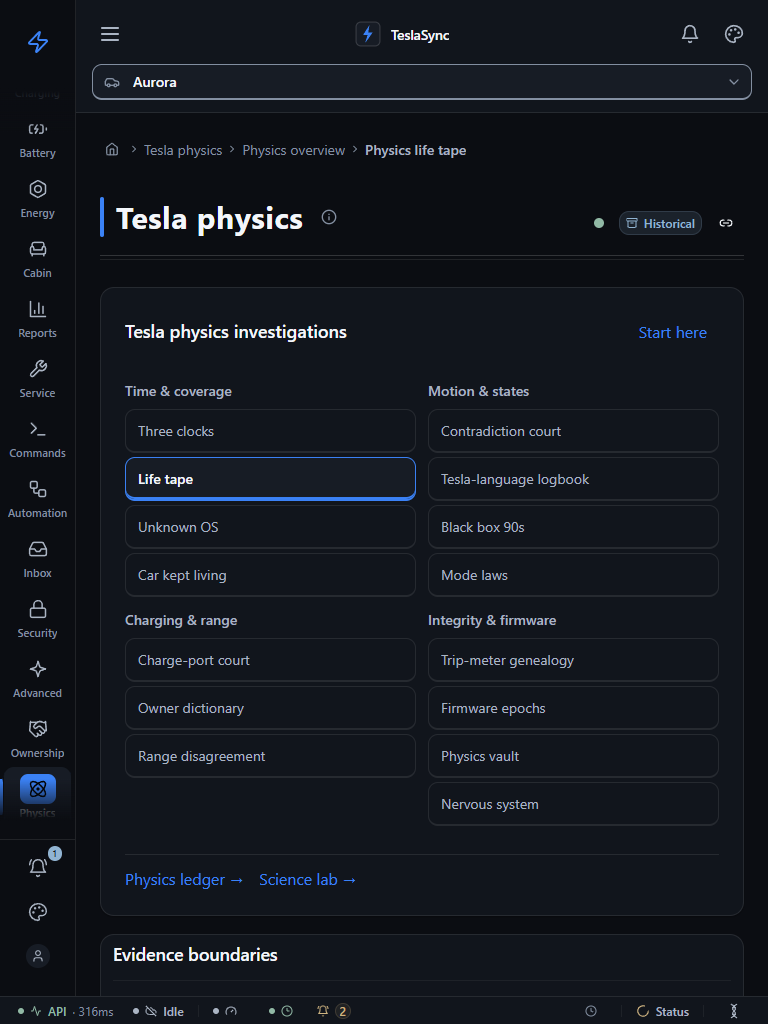 TeslaSync
Aurora
Charging
Battery
Energy
Cabin
Reports
Service
Commands
Automation
Inbox
Security
Advanced
Ownership
Physics
1
Tesla physics > Physics overview > Physics life tape
Tesla physics
Historical
Tesla physics investigations
Start here
Time & coverage
Three clocks
Life tape
Unknown OS
Car kept living
Motion & states
Contradiction court
Tesla-language logbook
Black box 90s
Mode laws
Charging & range
Charge-port court
Owner dictionary
Range disagreement
Integrity & firmware
Trip-meter genealogy
Firmware epochs
Physics vault
Nervous system
Physics ledger → Science lab →
Evidence boundaries
API · 316ms Idle 2 Status